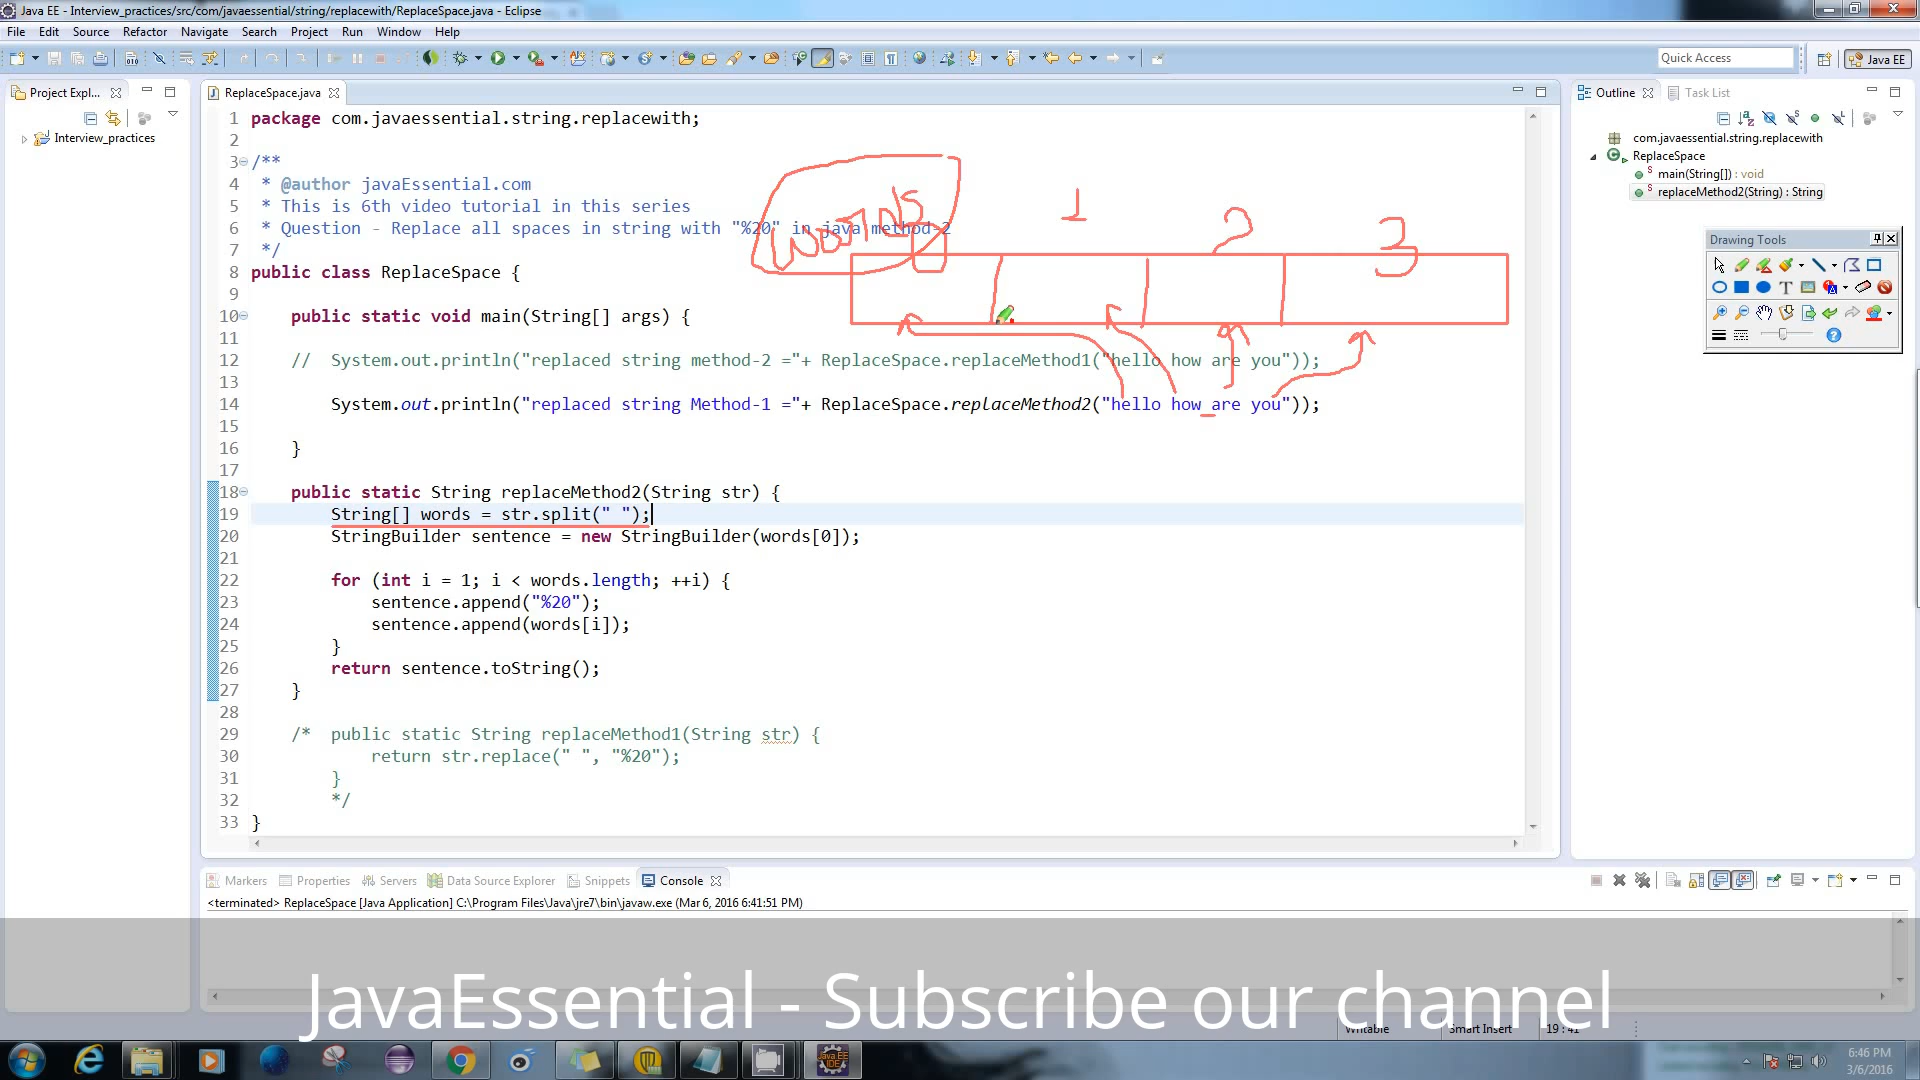 Java EE - Interview_practices/src/com/javaessential/string/replacewith/ReplaceSpace.java - Eclipse
File Edit Source Refactor Navigate Search Project Run Window Help
Quick Access
Java EE
Project Expl...
Interview_practices
ReplaceSpace.java
1 package com.javaessential.string.replacewith;
2
3 /**
4 * @author javaEssential.com
5 * This is 6th video tutorial in this series
6 * Question - Replace all spaces in string with "%20" in java method-2
7 */
8 public class ReplaceSpace {
9
10 public static void main(String[] args) {
11
12 // System.out.println("replaced string method-2 ="+ ReplaceSpace.replaceMethod1("hello how are you"));
13
14 System.out.println("replaced string Method-1 ="+ ReplaceSpace.replaceMethod2("hello how are you"));
15
16 }
17
18 public static String replaceMethod2(String str) {
19 String[] words = str.split(" ");
20 StringBuilder sentence = new StringBuilder(words[0]);
21
22 for (int i = 1; i < words.length; ++i) {
23 sentence.append("%20");
24 sentence.append(words[i]);
25 }
26 return sentence.toString();
27 }
28
29 /* public static String replaceMethod1(String str) {
30 return str.replace(" ", "%20");
31 }
32 */
33 }
words
1 2 3
Outline Task List
com.javaessential.string.replacewith
ReplaceSpace
main(String[]) : void
replaceMethod2(String) : String
Drawing Tools
Markers Properties Servers Data Source Explorer Snippets Console
<terminated> ReplaceSpace [Java Application] C:\Program Files\Java\jre7\bin\javaw.exe (Mar 6, 2016 6:41:51 PM)
JavaEssential - Subscribe our channel
Writable Smart Insert 19 : 41
6:46 PM
3/6/2016